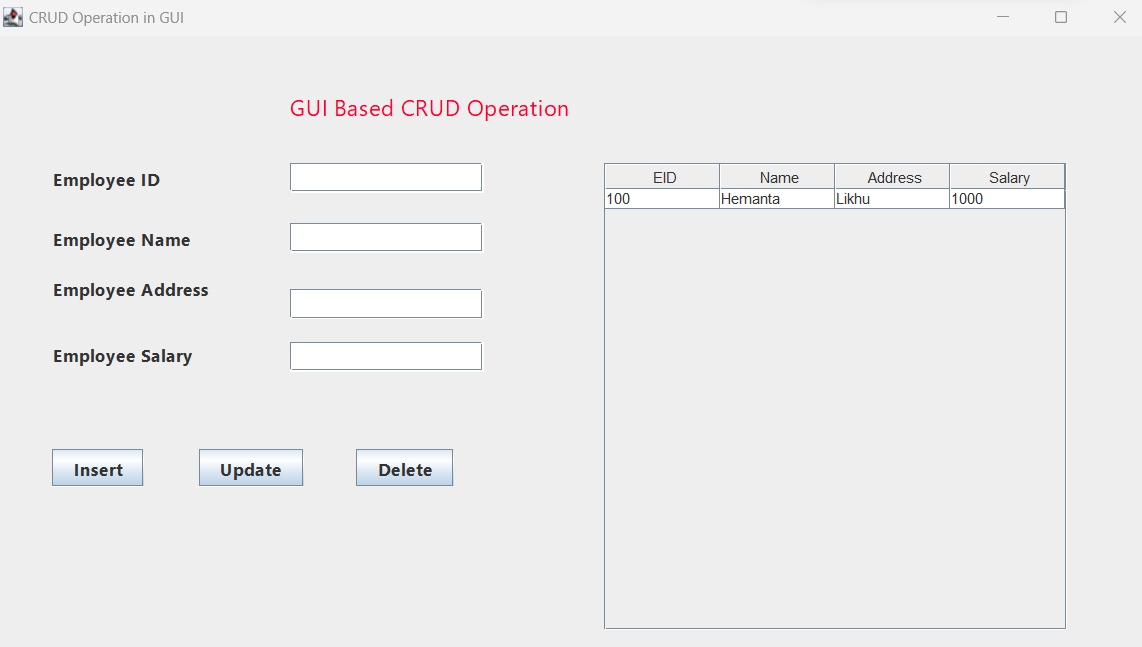 CRUD Operation in GUI
GUI Based CRUD Operation
Employee ID
Employee Name
Employee Address
Employee Salary
Insert Update Delete
EID Name Address Salary
100 Hemanta Likhu 1000